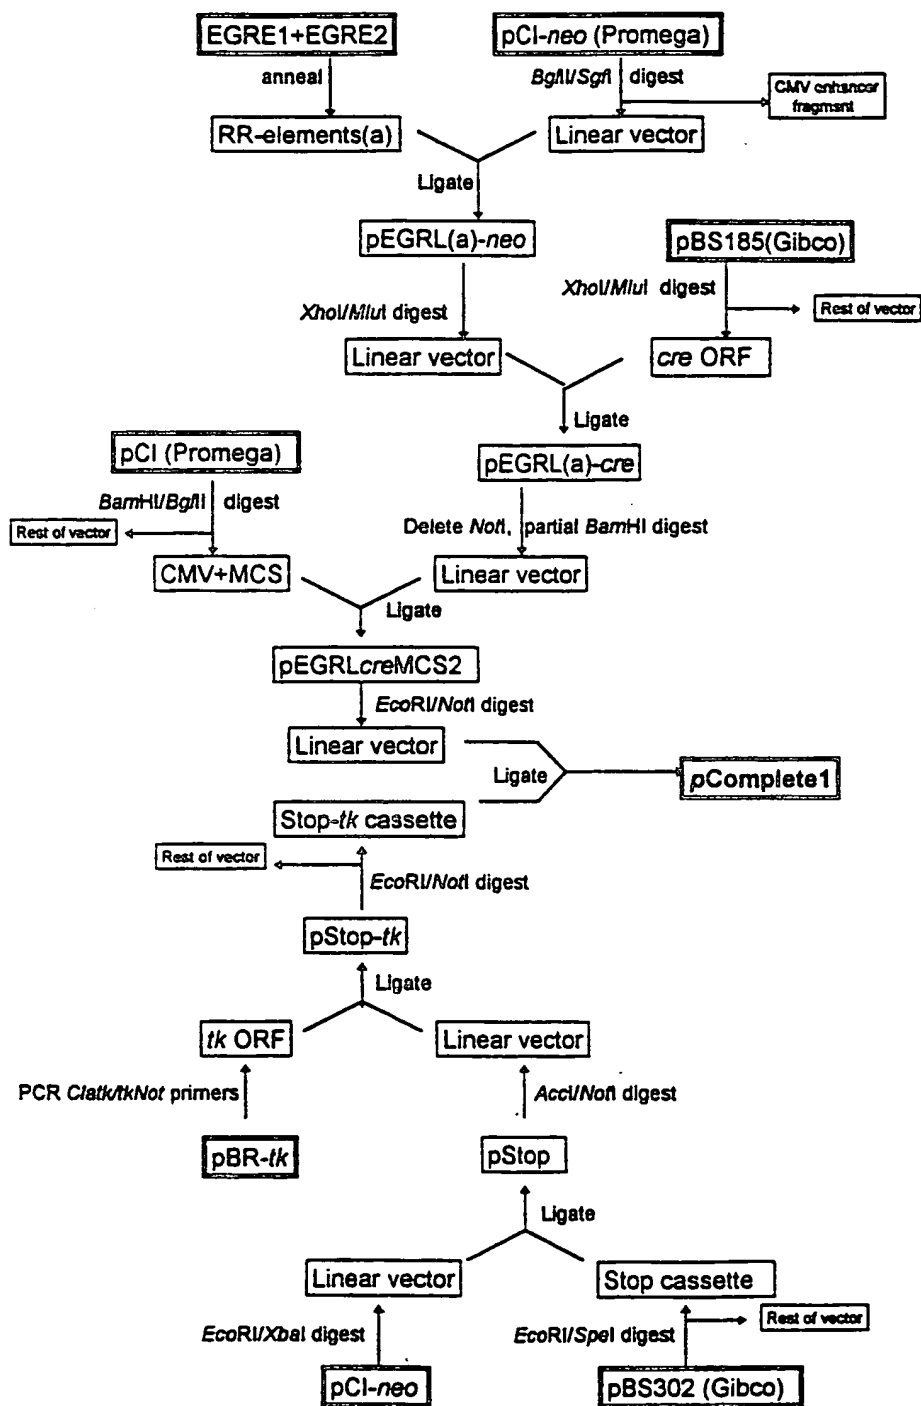 EGRE1+EGRE2
pCI-neo (Promega)
anneal
BglII/SgfI digest
CMV enhancer
fragment
RR-elements(a)
Linear vector
Ligate
pEGRL(a)-neo
pBS185(Gibco)
XhoI/MluI digest
XhoI/MluI digest
Rest of vector
Linear vector
cre ORF
Ligate
pCI (Promega)
pEGRL(a)-cre
BamHI/BglII digest
Rest of vector
Delete NotI, partial BamHI digest
CMV+MCS
Linear vector
Ligate
pEGRLcreMCS2
EcoRI/NotI digest
Linear vector
Ligate
pComplete1
Stop-tk cassette
Rest of vector
EcoRI/NotI digest
pStop-tk
Ligate
tk ORF
Linear vector
PCR Clatk/tkNot primers
AccI/NotI digest
pBR-tk
pStop
Ligate
Linear vector
Stop cassette
EcoRI/XbaI digest
EcoRI/SpeI digest
Rest of vector
pCI-neo
pBS302 (Gibco)